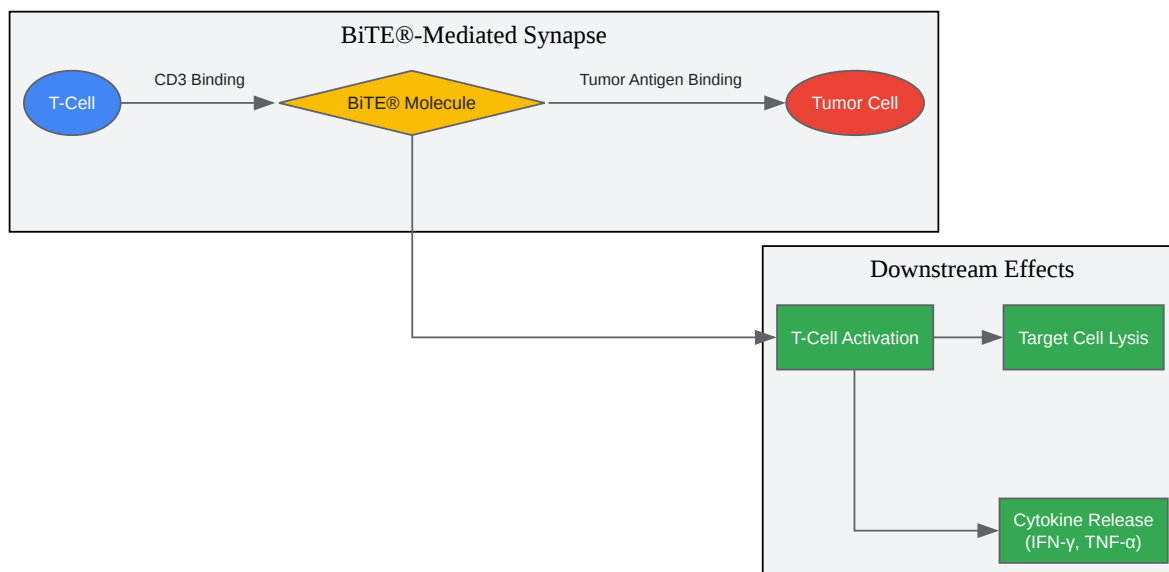 BiTE®-Mediated Synapse
T-Cell
CD3 Binding
BiTE® Molecule
Tumor Antigen Binding
Tumor Cell
Downstream Effects
T-Cell Activation
Target Cell Lysis
Cytokine Release
(IFN-γ, TNF-α)